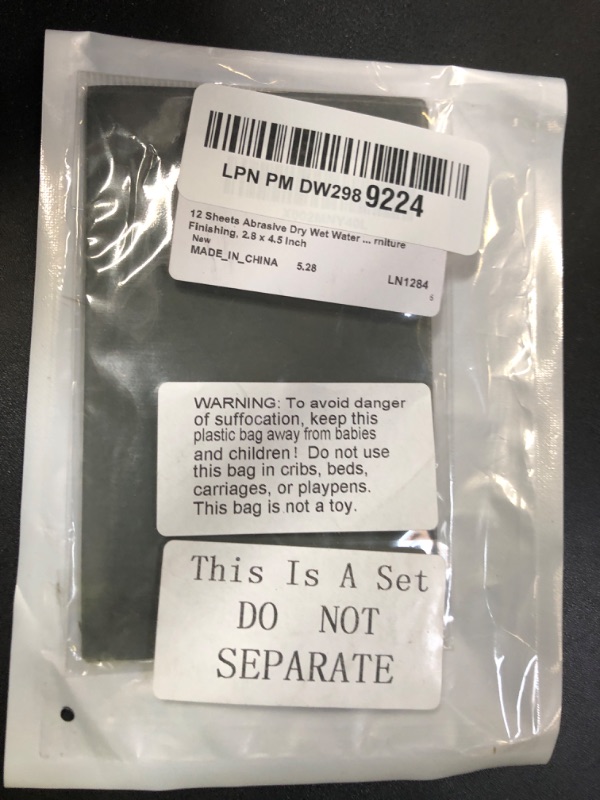 LPN PM DW298 9224
12 Sheets Abrasive Dry Wet Water ... rniture
Finishing, 2.8 x 4.5 Inch
New
MADE_IN_CHINA 5.28 LN1284
WARNING: To avoid danger
of suffocation, keep this
plastic bag away from babies
and children! Do not use
this bag in cribs, beds,
carriages, or playpens.
This bag is not a toy.
This Is A Set
DO NOT
SEPARATE